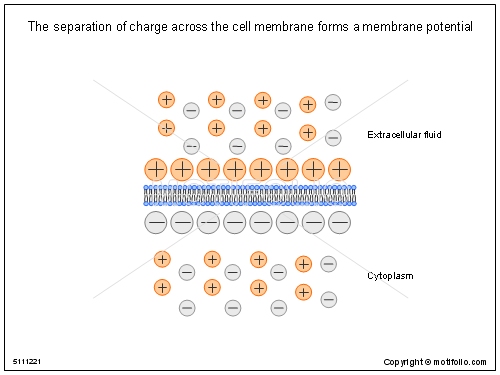 The separation of charge across the cell membrane forms a membrane potential
Extracellular fluid
Cytoplasm
5111221
Copyright © motifolio.com